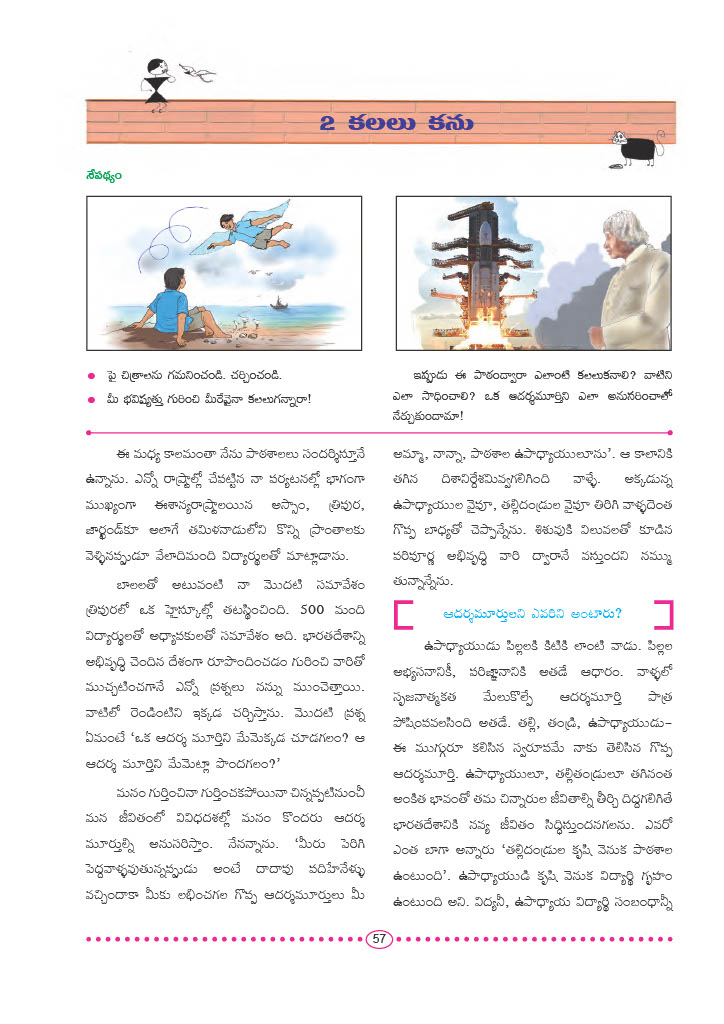 2 కలలు కను
నేపథ్యం
● పై చిత్రాలను గమనించండి. చర్చించండి.
● మీ భవిష్యత్తు గురించి మీరేవైనా కలలుగన్నారా!
ఇప్పుడు ఈ పాఠంద్వారా ఎలాంటి కలలుకనాలి? వాటిని
ఎలా సాధించాలి? ఒక ఆదర్శమూర్తిని ఎలా అనుసరించాలో
నేర్చుకుందామా!
ఈ మధ్య కాలమంతా నేను పాఠశాలలు సందర్శిస్తూనే
ఉన్నాను. ఎన్నో రాష్ట్రాల్లో చేపట్టిన నా పర్యటనల్లో భాగంగా
ముఖ్యంగా ఈశాన్యరాష్ట్రాలయిన అస్సాం, త్రిపుర,
జార్ఖండ్‌కూ అలాగే తమిళనాడులోని కొన్ని ప్రాంతాలకు
వెళ్ళినప్పుడూ వేలాదిమంది విద్యార్థులతో మాట్లాడాను.
బాలలతో అటువంటి నా మొదటి సమావేశం
త్రిపురలో ఒక హైస్కూల్లో తటస్థించింది. 500 మంది
విద్యార్థులతో అధ్యాపకులతో సమావేశం అది. భారతదేశాన్ని
అభివృద్ధి చెందిన దేశంగా రూపొందించడం గురించి వారితో
ముచ్చటించగానే ఎన్నో ప్రశ్నలు నన్ను ముంచెత్తాయి.
వాటిలో రెండింటిని ఇక్కడ చర్చిస్తాను. మొదటి ప్రశ్న
ఏమంటే ‘ఒక ఆదర్శ మూర్తిని మేమెక్కడ చూడగలం? ఆ
ఆదర్శ మూర్తిని మేమెట్లా పొందగలం?’
మనం గుర్తించినా గుర్తించకపోయినా చిన్నప్పటినుంచీ
మన జీవితంలో వివిధదశల్లో మనం కొందరు ఆదర్శ
మూర్తుల్ని అనుసరిస్తాం. నేనన్నాను. ‘మీరు పెరిగి
పెద్దవాళ్ళవుతున్నప్పుడు అంటే దాదాపు పదిహేనేళ్ళు
వచ్చిందాకా మీకు లభించగల గొప్ప ఆదర్శమూర్తులు మీ
అమ్మా, నాన్నా, పాఠశాల ఉపాధ్యాయులూను’. ఆ కాలానికి
తగిన దిశానిర్దేశమివ్వగలిగింది వాళ్ళే. అక్కడున్న
ఉపాధ్యాయుల వైపూ, తల్లిదండ్రుల వైపూ తిరిగి వాళ్ళదెంత
గొప్ప బాధ్యతో చెప్పాన్నేను. శిశువుకి విలువలతో కూడిన
పరిపూర్ణ అభివృద్ధి వారి ద్వారానే వస్తుందని నమ్ము
తున్నాన్నేను.
ఆదర్శమూర్తులని ఎవరిని అంటారు?
ఉపాధ్యాయుడు పిల్లలకి కిటికి లాంటి వాడు. పిల్లల
అభ్యసనానికీ, పరిజ్ఞానానికి అతడే ఆధారం. వాళ్ళలో
సృజనాత్మకత మేలుకొల్పే ఆదర్శమూర్తి పాత్ర
పోషించవలసింది అతడే. తల్లి, తండ్రి, ఉపాధ్యాయుడు–
ఈ ముగ్గురూ కలిసిన స్వరూపమే నాకు తెలిసిన గొప్ప
ఆదర్శమూర్తి. ఉపాధ్యాయులూ, తల్లితండ్రులూ తగినంత
అంకిత భావంతో తమ చిన్నారుల జీవితాల్ని తీర్చి దిద్దగలిగితే
భారతదేశానికి నవ్య జీవితం సిద్ధిస్తుందనగలను. ఎవరో
ఎంత బాగా అన్నారు ‘తల్లిదండ్రుల కృషి వెనుక పాఠశాల
ఉంటుంది’. ఉపాధ్యాయుడి కృషి వెనుక విద్యార్థి గృహం
ఉంటుంది అని. విద్యనీ, ఉపాధ్యాయ విద్యార్థి సంబంధాన్నీ
57